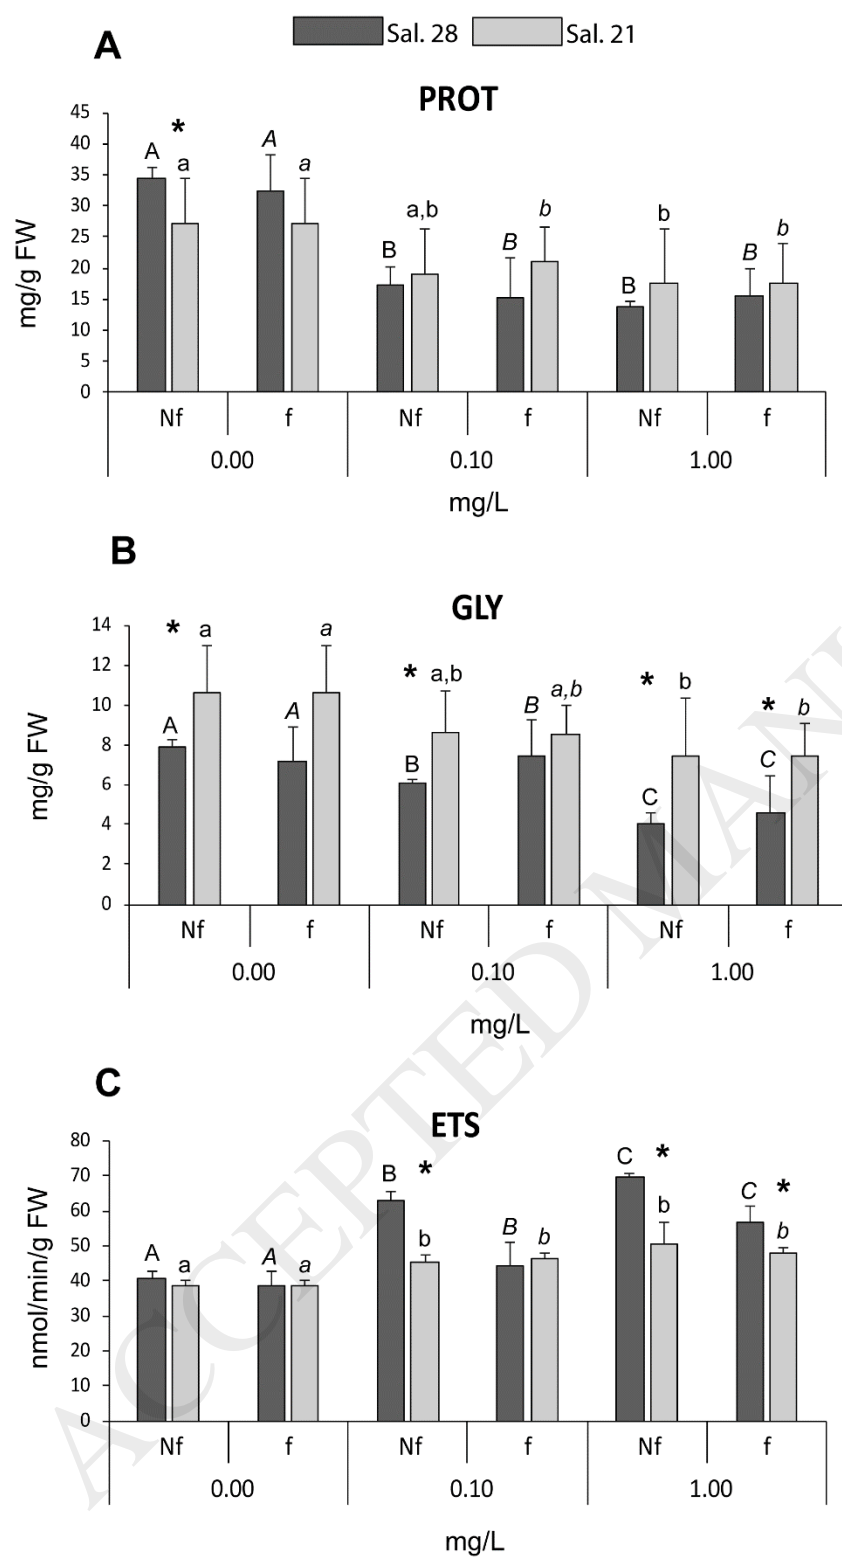 Sal. 28 Sal. 21
A
PROT
45
40
35
30
25
20
15
10
5
0
mg/g FW
A * a A a
B a,b B b B b B b
Nf f Nf f Nf f
0.00 0.10 1.00
mg/L
B
GLY
14
12
10
8
6
4
2
0
mg/g FW
* a a
A A * a,b B a,b * b * b
B C C
Nf f Nf f Nf f
0.00 0.10 1.00
mg/L
C
ETS
80
70
60
50
40
30
20
10
0
nmol/min/g FW
A a A a B * b B b C * b C * b
Nf f Nf f Nf f
0.00 0.10 1.00
mg/L
ACCEPTED MAN